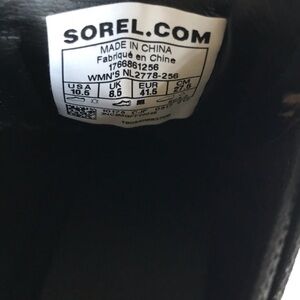 SOREL.COM
MADE IN CHINA
Fabriqué en Chine
1766861256
WMN'S NL2778-256
USA UK EUR CM
10.5 8.5 41.5 27.5